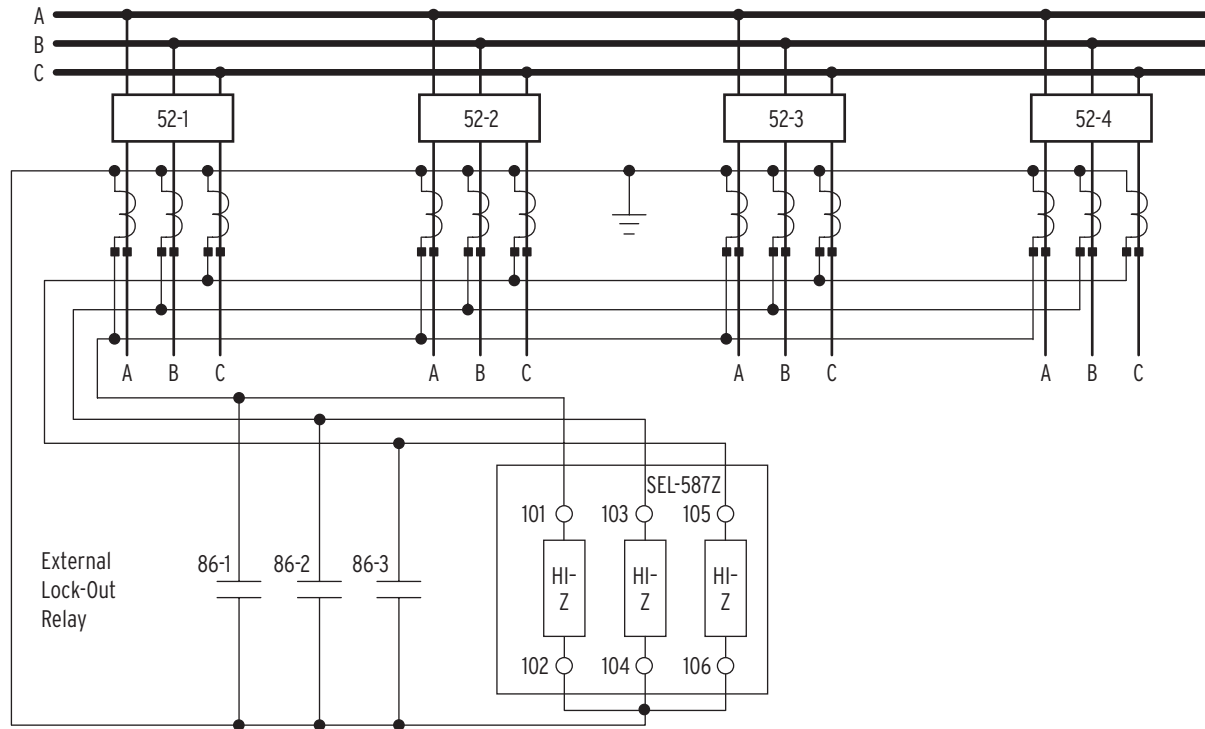 A
B
C
52-1
52-2
52-3
52-4
A B C
A B C
A B C
A B C
SEL-587Z
101
103
105
External
Lock-Out
Relay
86-1
86-2
86-3
HI-
Z
HI-
Z
HI-
Z
102
104
106